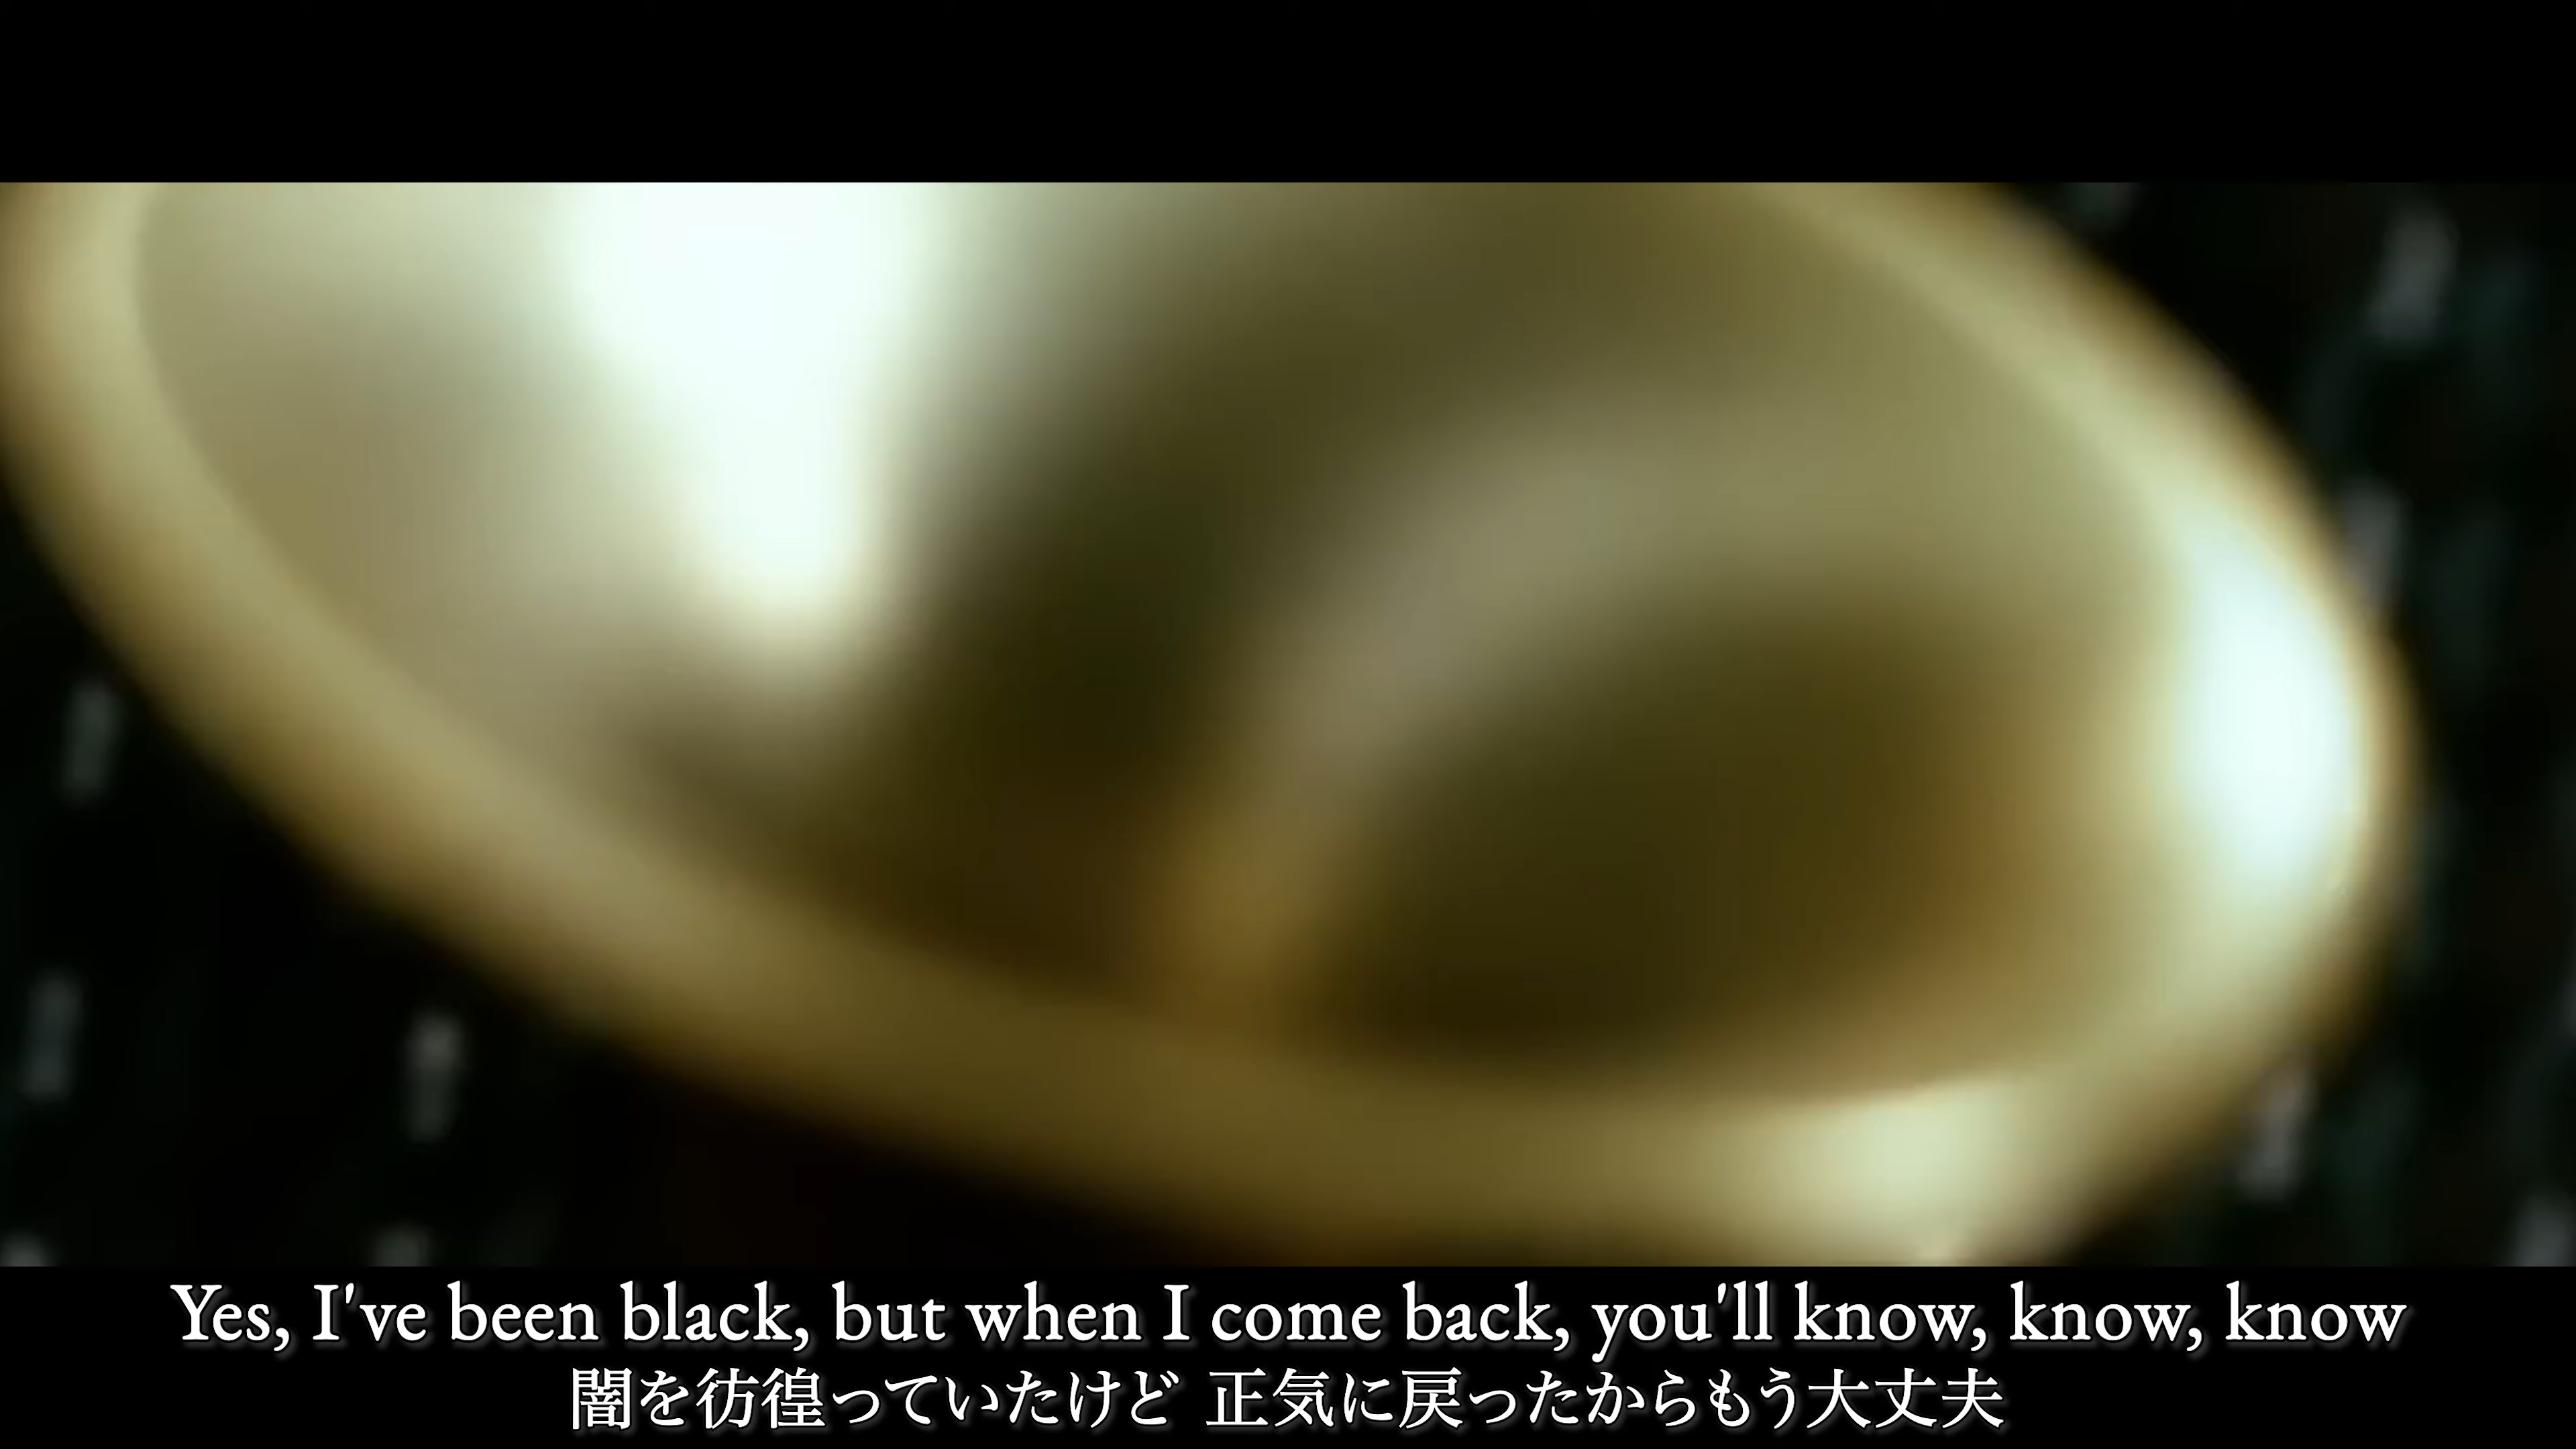 Yes, I've been black, but when I come back, you'll know, know, know
闇を彷徨っていたけど 正気に戻ったからもう大丈夫